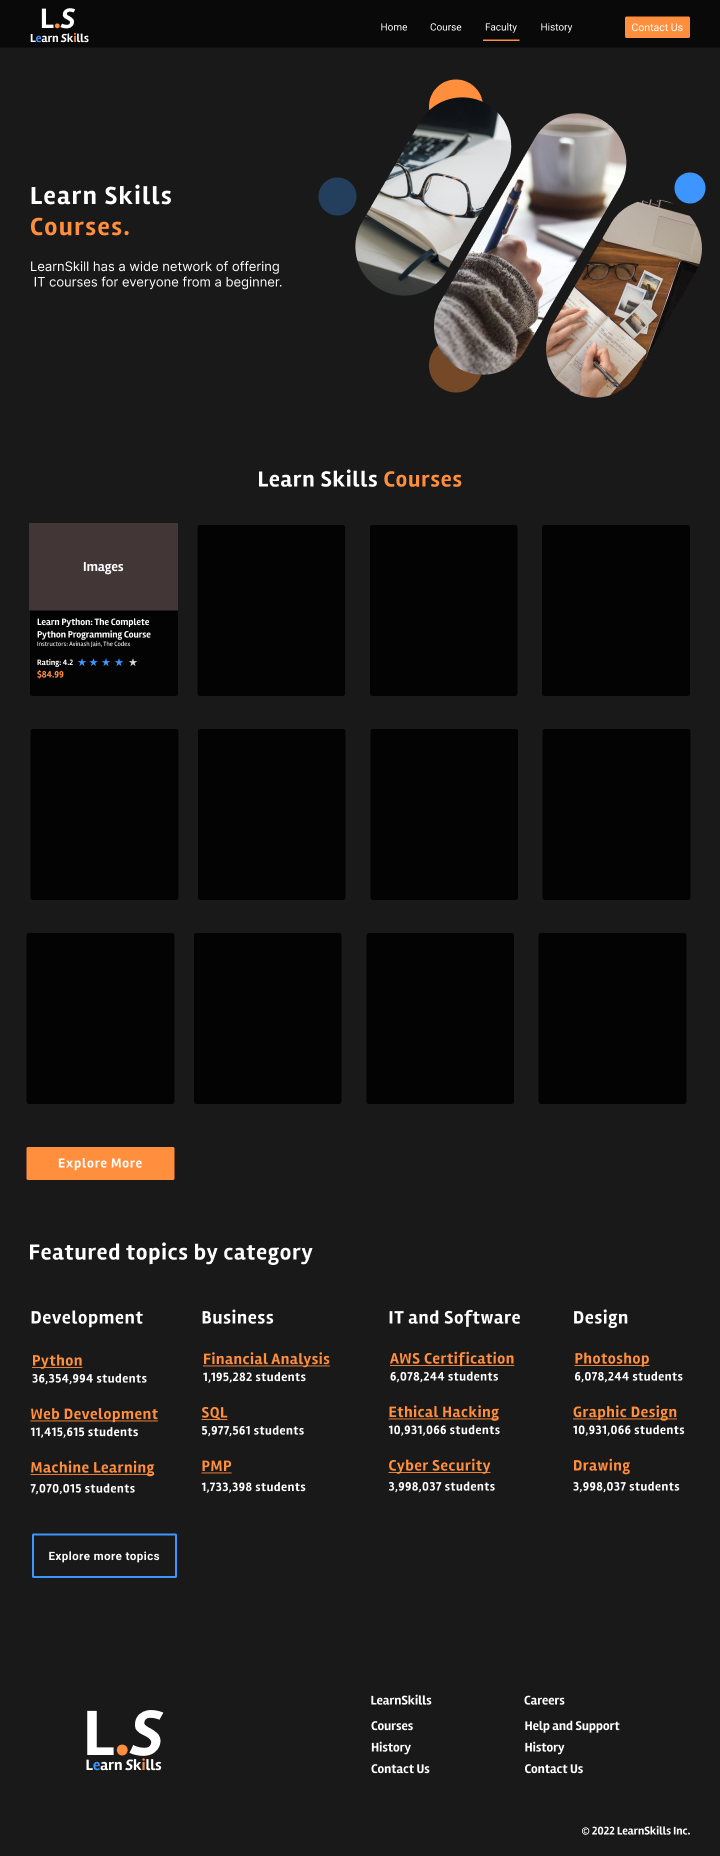 L.S
Learn Skills
Home
Course
Faculty
History
Contact Us
Learn Skills
Courses.
LearnSkill has a wide network of offering
IT courses for everyone from a beginner.
Learn Skills Courses
Images
Learn Python: The Complete
Python Programming Course
Instructors: Avinash Jain, The Codex
Rating: 4.2
$84.99
Explore More
Featured topics by category
Development
Python
36,354,994 students
Web Development
11,415,615 students
Machine Learning
7,070,015 students
Business
Financial Analysis
1,195,282 students
SQL
5,977,561 students
PMP
1,733,398 students
IT and Software
AWS Certification
6,078,244 students
Ethical Hacking
10,931,066 students
Cyber Security
3,998,037 students
Design
Photoshop
6,078,244 students
Graphic Design
10,931,066 students
Drawing
3,998,037 students
Explore more topics
L.S
Learn Skills
LearnSkills
Courses
History
Contact Us
Careers
Help and Support
History
Contact Us
© 2022 LearnSkills Inc.